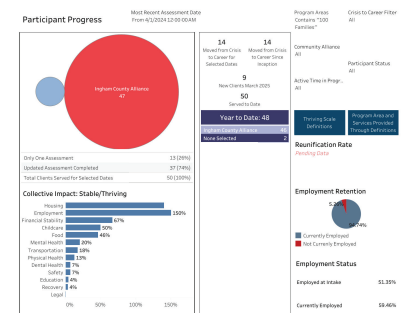 Participant Progress
Most Recent Assessment Date
From 4/1/2024 12:00:00 AM
Program Areas
Contains "100
Families"
Crisis to Career Filter
All
Community Alliance
All
Participant Status
All
Active Time in Progr..
All
Ingham County Alliance
47
Only One Assessment 13 (26%)
Updated Assessment Completed 37 (74%)
Total Clients Served for Selected Dates 50 (100%)
14
Moved from Crisis
to Career for
Selected Dates
14
Moved from Crisis
to Career Since
Inception
9
New Clients March 2025
50
Served to Date
Year to Date: 48
Ingham County Alliance 46
None Selected 2
Thriving Scale
Definitions
Program Area and
Services Provided
Through Definitions
Reunification Rate
Pending Data
Collective Impact: Stable/Thriving
Housing
Employment 150%
Financial Stability 67%
Childcare 50%
Food 46%
Mental Health 20%
Transportation 18%
Physical Health 13%
Dental Health 7%
Safety 7%
Education 4%
Recovery 4%
Legal
0% 50% 100% 150%
Employment Retention
Currently Employed
Not Currenly Employed
Employment Status
Employed at Intake 51.35%
Currently Employed 59.46%